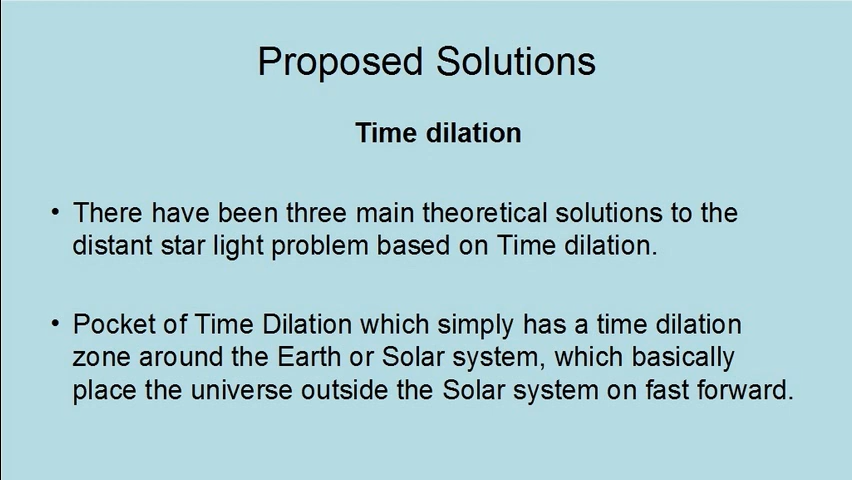 Proposed Solutions
Time dilation
• There have been three main theoretical solutions to the
distant star light problem based on Time dilation.
• Pocket of Time Dilation which simply has a time dilation
zone around the Earth or Solar system, which basically
place the universe outside the Solar system on fast forward.